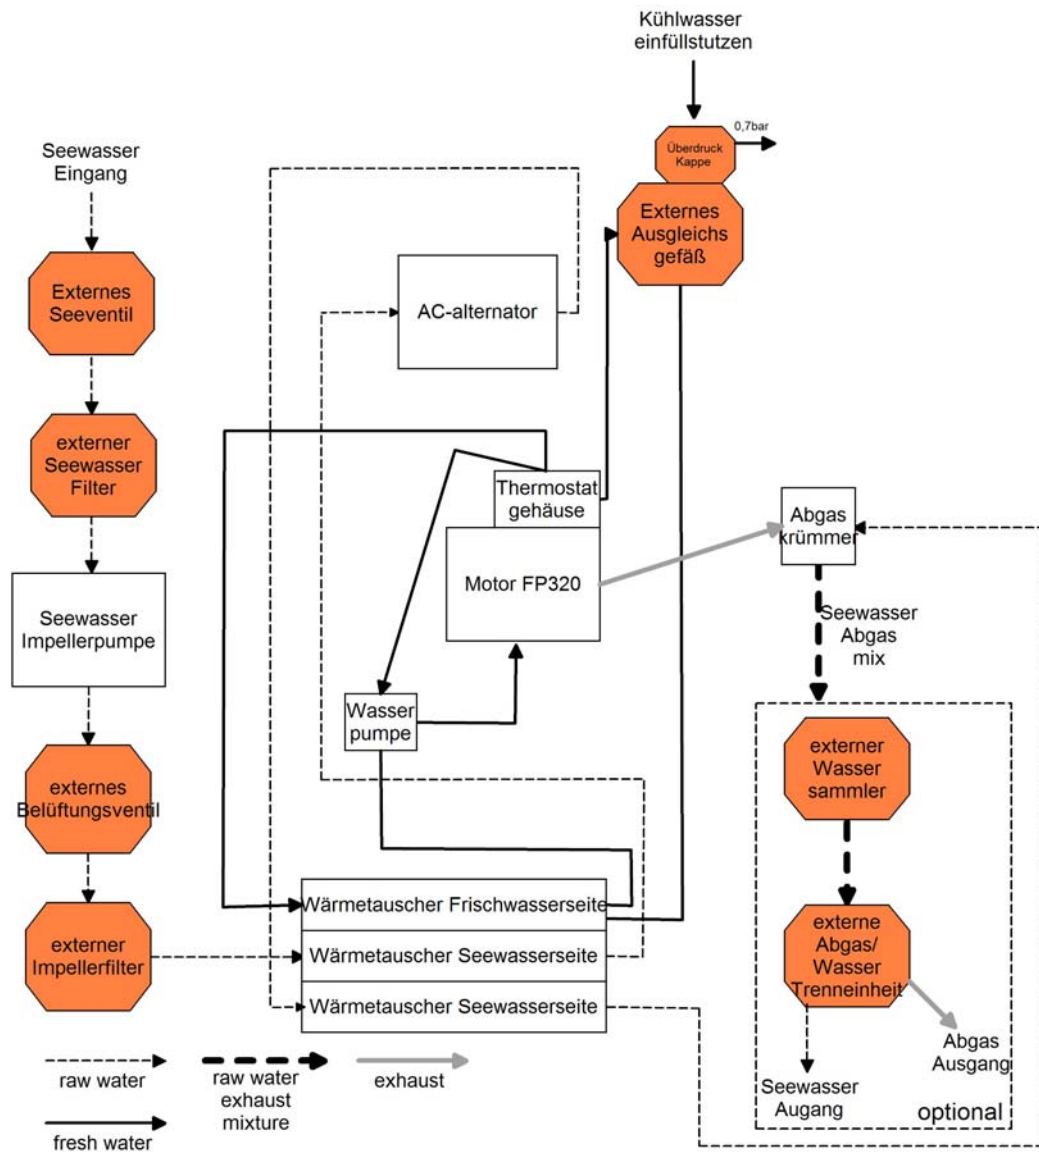 Kühlwasser
einfüllstutzen
0,7bar
Überdruck
Kappe
Seewasser
Eingang
Externes
Ausgleichs
gefäß
Externes
Seeventil
AC-alternator
externer
Seewasser
Filter
Thermostat
gehäuse
Abgas
krümmer
Motor FP320
Seewasser
Impellerpumpe
Seewasser
Abgas
mix
Wasser
pumpe
externer
Wasser
sammler
externes
Belüftungsventil
Wärmetauscher Frischwasserseite
externer
Impellerfilter
Wärmetauscher Seewasserseite
Wärmetauscher Seewasserseite
externe
Abgas/
Wasser
Trenneinheit
Abgas
Ausgang
Seewasser
Augang
optional
raw water
raw water
exhaust
mixture
exhaust
fresh water